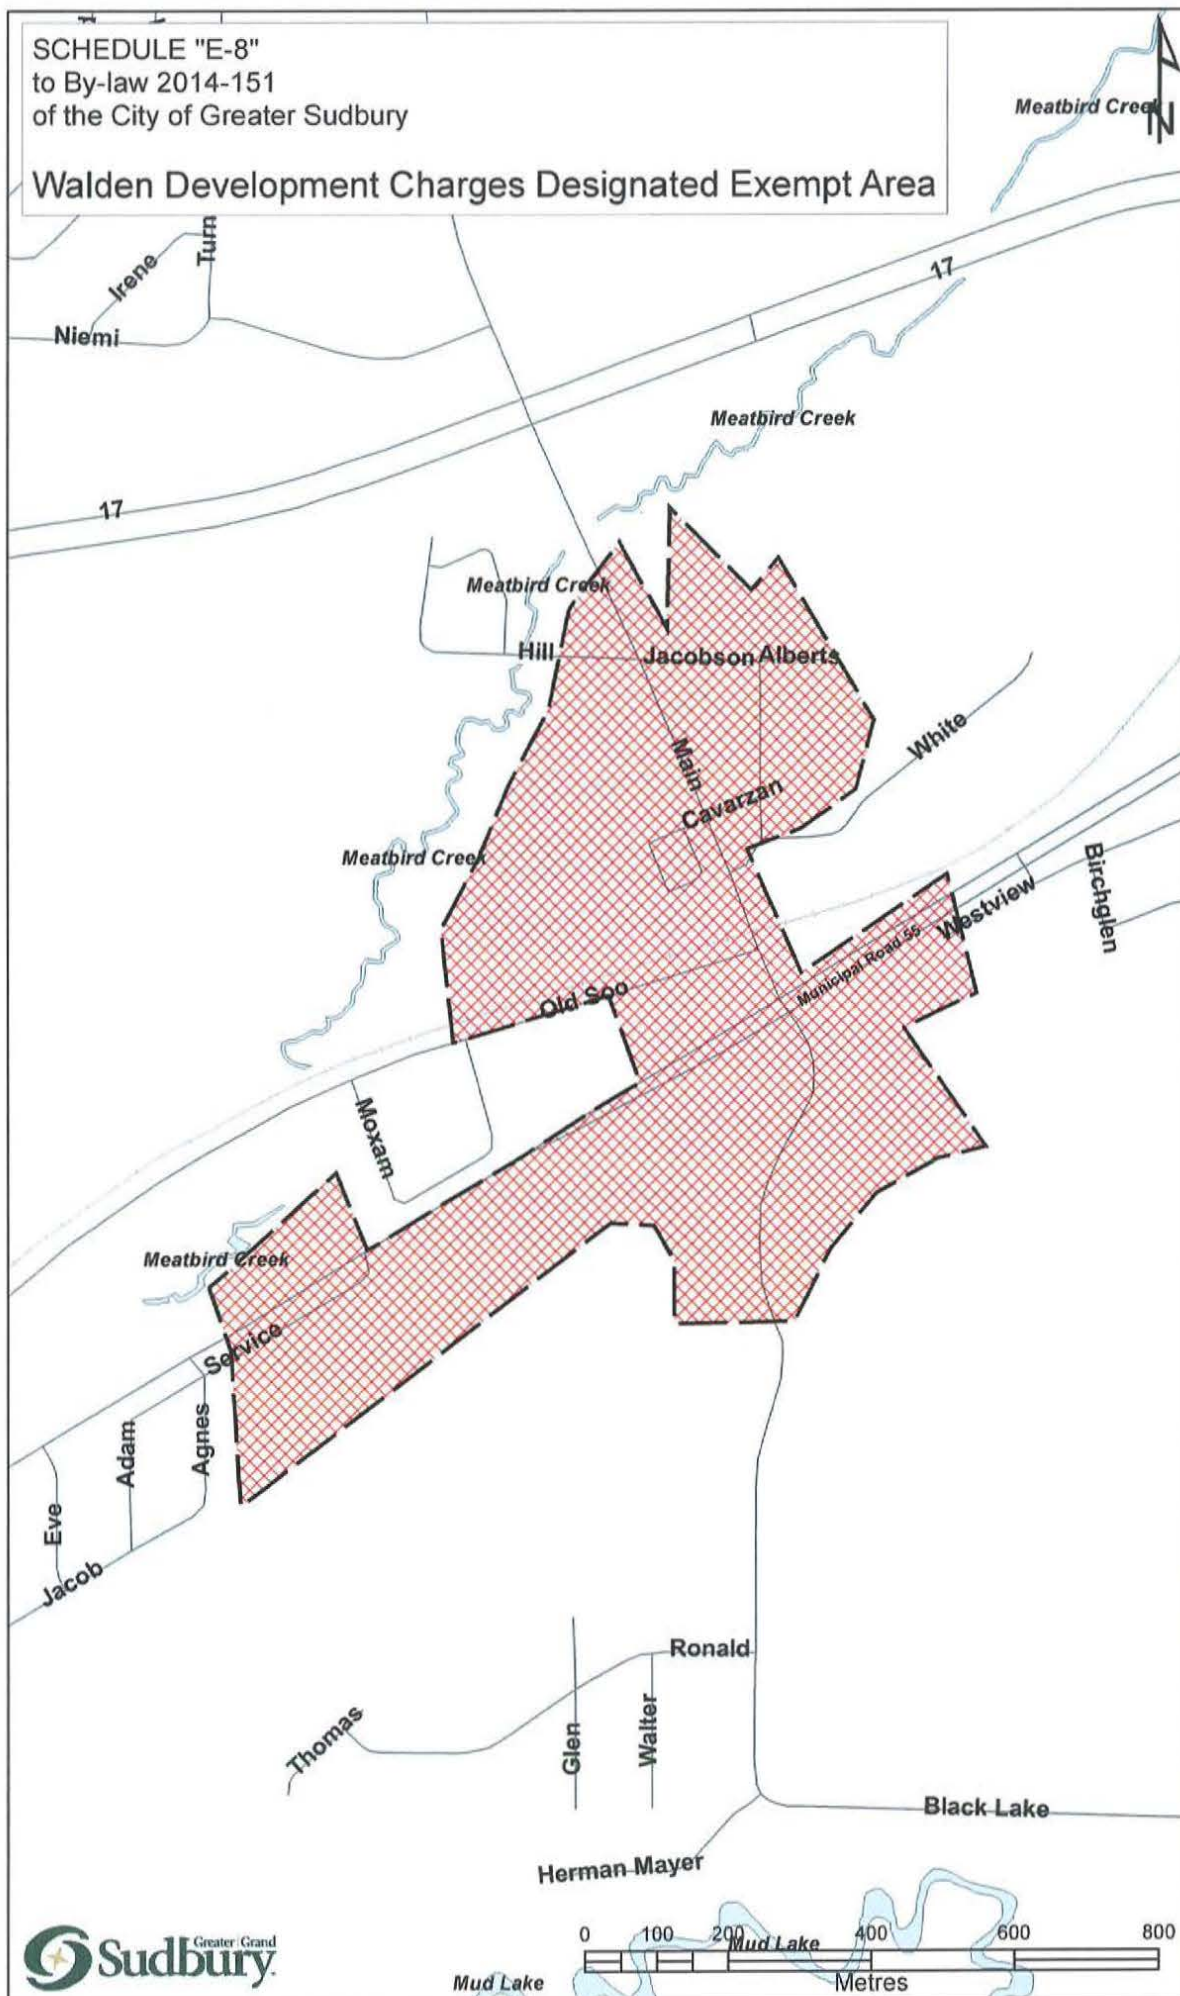 SCHEDULE "E-8"
to By-law 2014-151
of the City of Greater Sudbury
Walden Development Charges Designated Exempt Area
Meatbird Creek
N
Turn
Irene
Niemi
17
Meatbird Creek
17
Meatbird Creek
Hill
Jacobson
Alberts
White
Main
Cavarzan
Meatbird Creek
Birchglen
Westview
Municipal Road 55
Old Soo
Moxam
Meatbird Creek
Service
Adam
Agnes
Eve
Jacob
Ronald
Thomas
Glen
Walter
Black Lake
Herman Mayer
Greater Grand
Sudbury
0 100 200 400 600 800
Mud Lake
Metres
Mud Lake